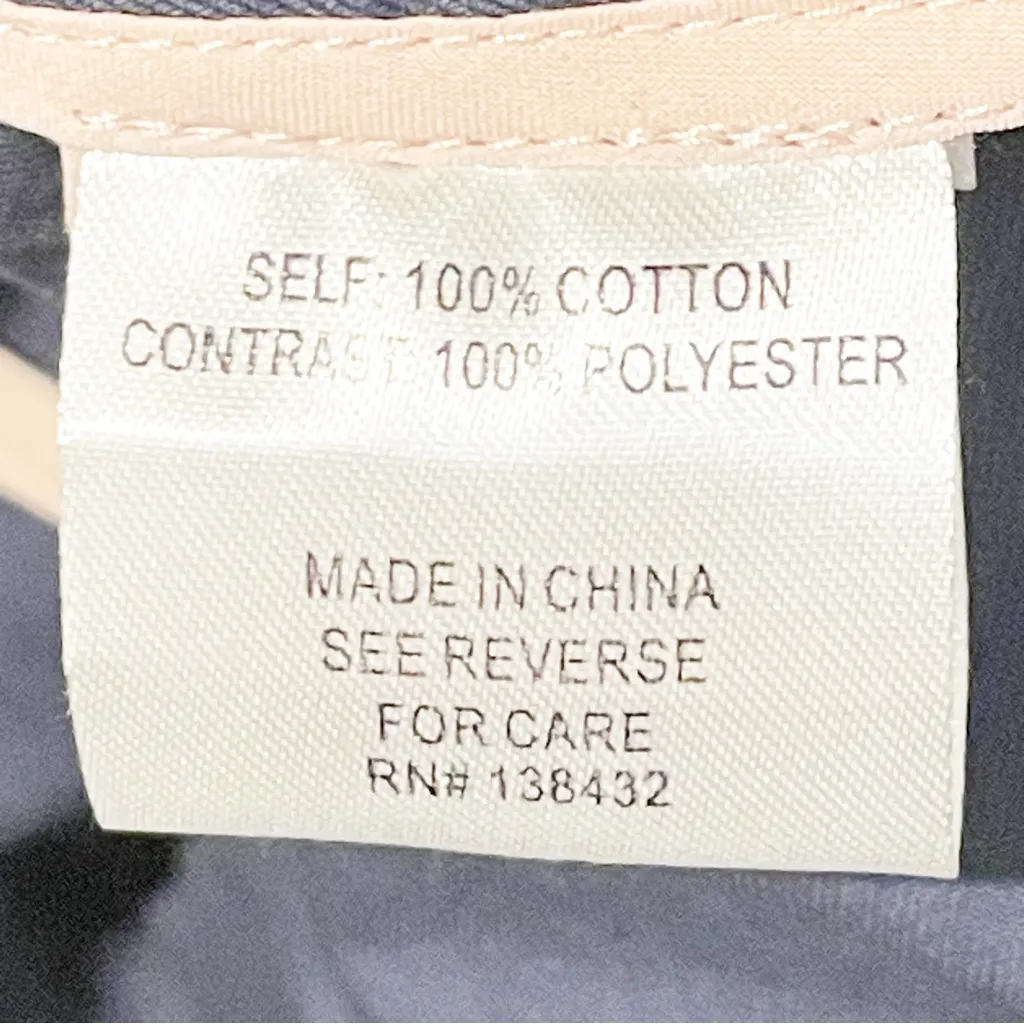 SELF: 100% COTTON
CONTRAST: 100% POLYESTER
MADE IN CHINA
SEE REVERSE
FOR CARE
RN# 138432